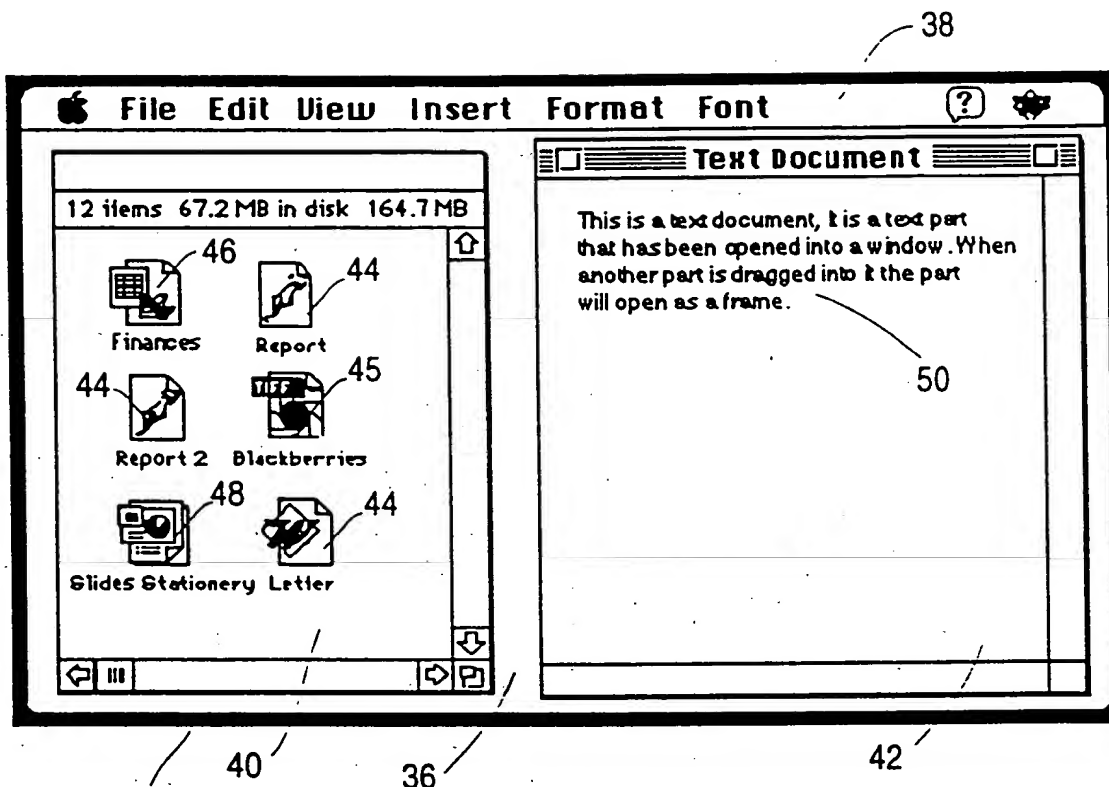 38
File Edit View Insert Format Font ?
Text Document
12 items 67.2 MB in disk 164.7 MB
This is a text document, it is a text part
that has been opened into a window. When
another part is dragged into it the part
will open as a frame.
50
46
44
Finances Report
44
TIFF
45
Report 2 Blackberries
48
44
Slides Stationery Letter
40
36
42